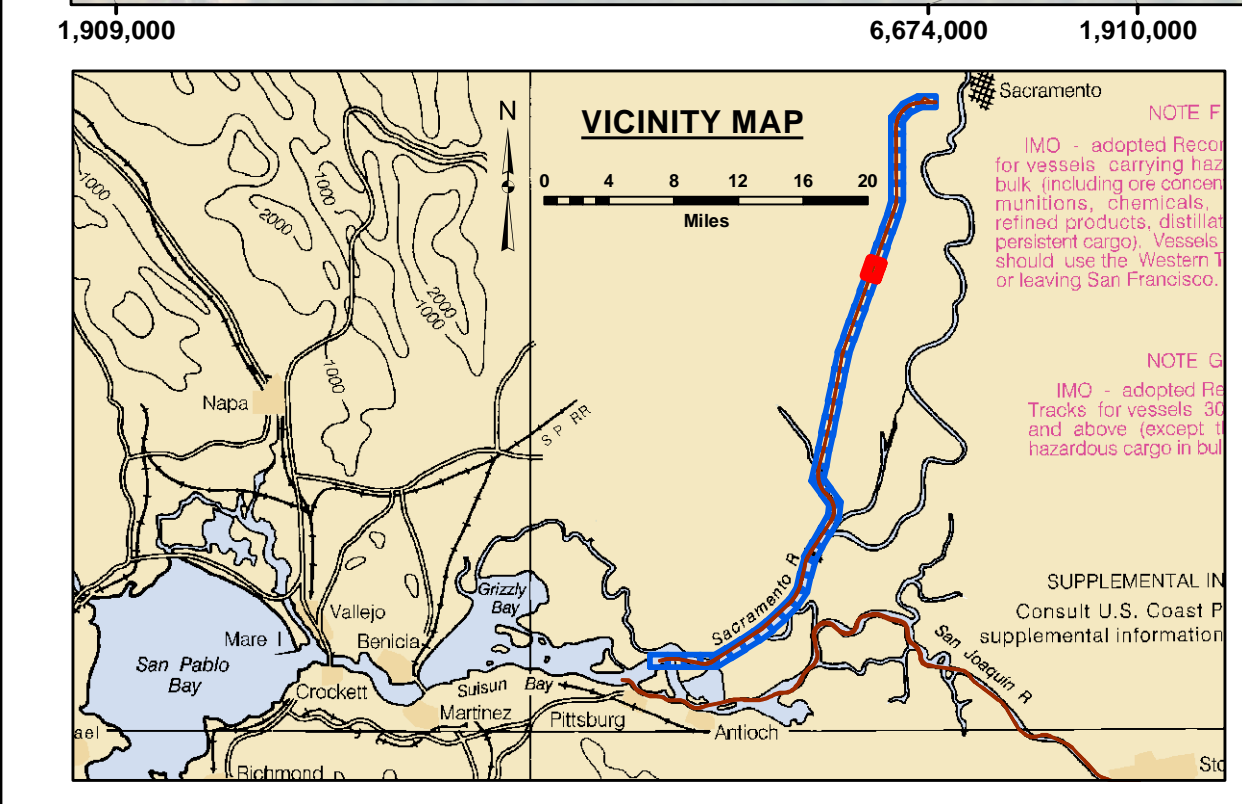 1,909,000
6,674,000
1,910,000
VICINITY MAP
N
0 4 8 12 16 20
Miles
Sacramento
NOTE F
IMO - adopted Recor
for vessels carrying haz
bulk (including ore concen
munitions, chemicals,
refined products, distillat
persistent cargo). Vessels
should use the Western T
or leaving San Francisco.
1000
1000
2000
2000
1000
1000
Napa
S P RR
NOTE G
IMO - adopted Re
Tracks for vessels 30
and above (except t
hazardous cargo in bul
Grizzly
Bay
Sacramento R
SUPPLEMENTAL IN
Consult U.S. Coast P
supplemental information
Vallejo
Mare I
Benicia
San Joaquin R
San Pablo
Bay
Crockett
Suisun Bay
Martinez
Pittsburg
Antioch
ael
Richmond
Sto